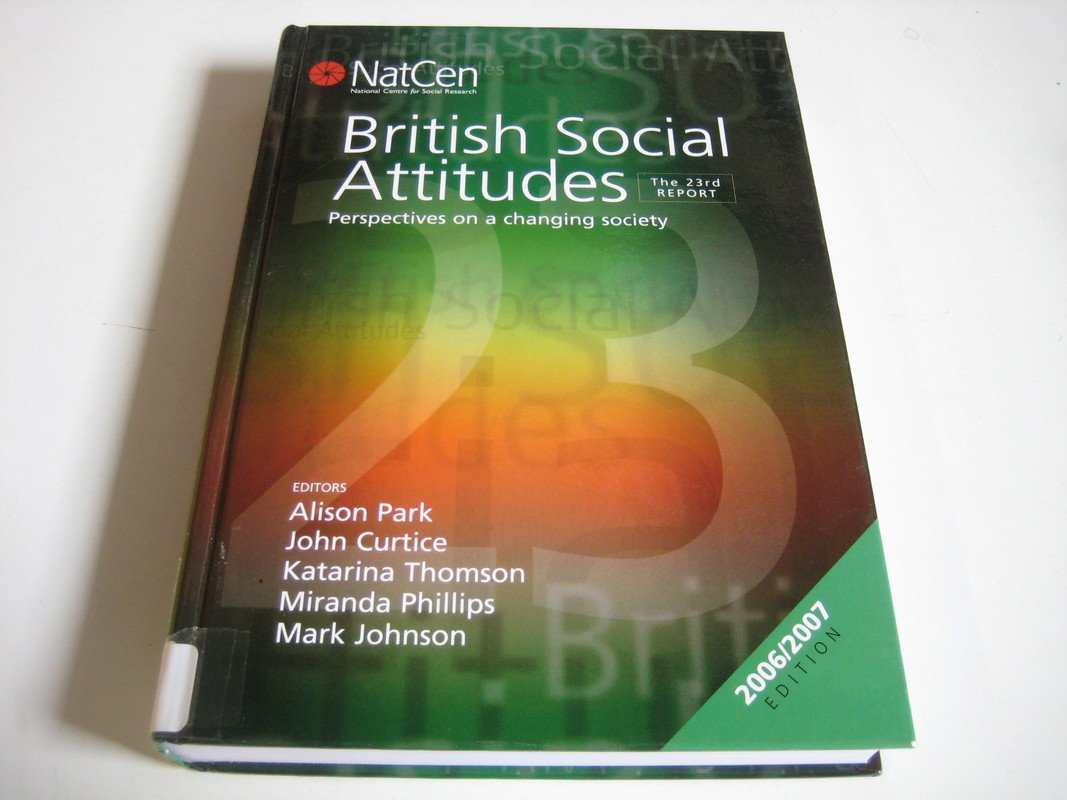 NatCen
National Centre for Social Research
British Social
Attitudes
The 23rd
REPORT
Perspectives on a changing society
23
EDITORS
Alison Park
John Curtice
Katarina Thomson
Miranda Phillips
Mark Johnson
2006/2007
EDITION